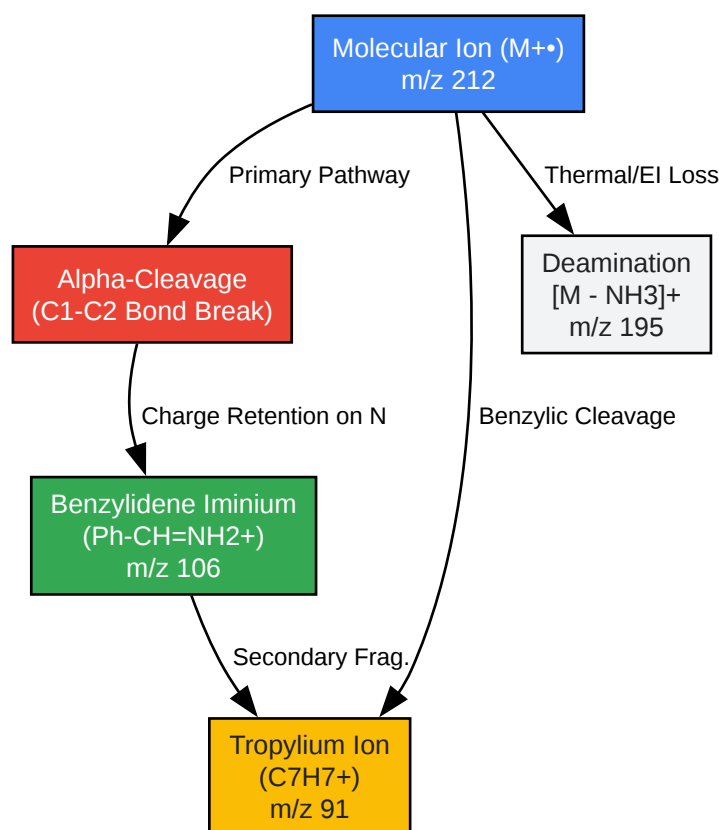 Molecular Ion (M+•)
m/z 212
Primary Pathway
Thermal/EI Loss
Alpha-Cleavage
(C1-C2 Bond Break)
Deamination
[M - NH3]+
m/z 195
Charge Retention on N
Benzylic Cleavage
Benzylidene Iminium
(Ph-CH=NH2+)
m/z 106
Secondary Frag.
Tropylium Ion
(C7H7+)
m/z 91